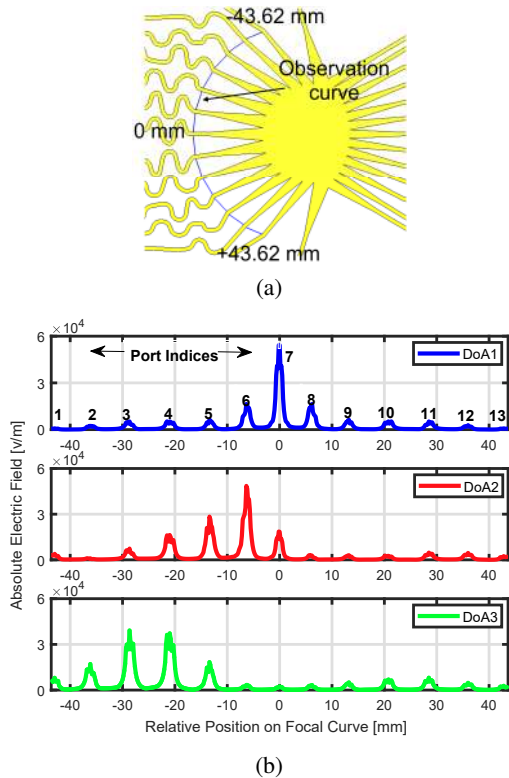 -43.62 mm
Observation
curve
0 mm
+43.62 mm
(a)
×10⁴
6
3
0
Port Indices
DoA1
1 2 3 4 5 6 7 8 9 10 11 12 13
-40 -30 -20 -10 0 10 20 30 40
Absolute Electric Field [v/m]
×10⁴
6
3
0
DoA2
-40 -30 -20 -10 0 10 20 30 40
×10⁴
6
3
0
DoA3
-40 -30 -20 -10 0 10 20 30 40
Relative Position on Focal Curve [mm]
(b)